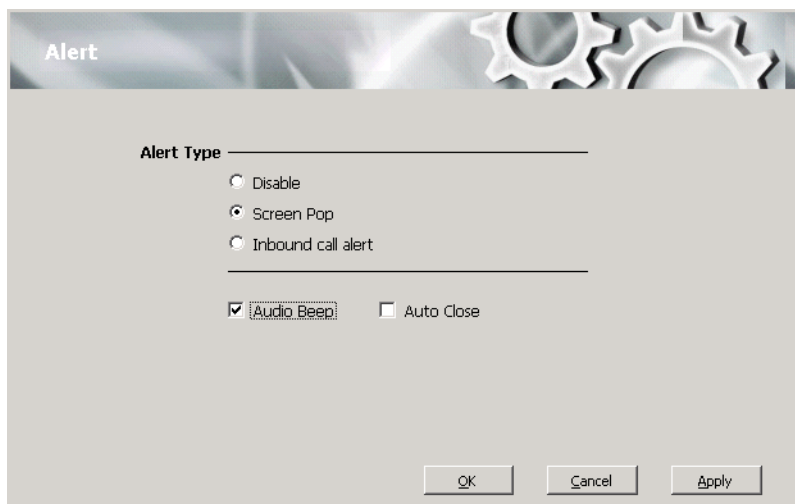 Alert
Alert Type
Disable
Screen Pop
Inbound call alert
Audio Beep Auto Close
OK Cancel Apply